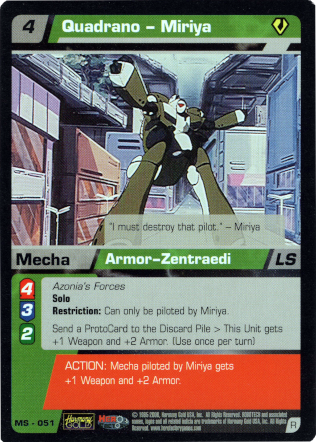 4 Quadrano – Miriya
"I must destroy that pilot." – Miriya
Mecha Armor-Zentraedi LS
4 Azonia's Forces
Solo
3 Restriction: Can only be piloted by Miriya.
2 Send a ProtoCard to the Discard Pile > This Unit gets
+1 Weapon and +2 Armor. (Use once per turn)
ACTION: Mecha piloted by Miriya gets
+1 Weapon and +2 Armor.
MS - 051
Harmony
GOLD
R